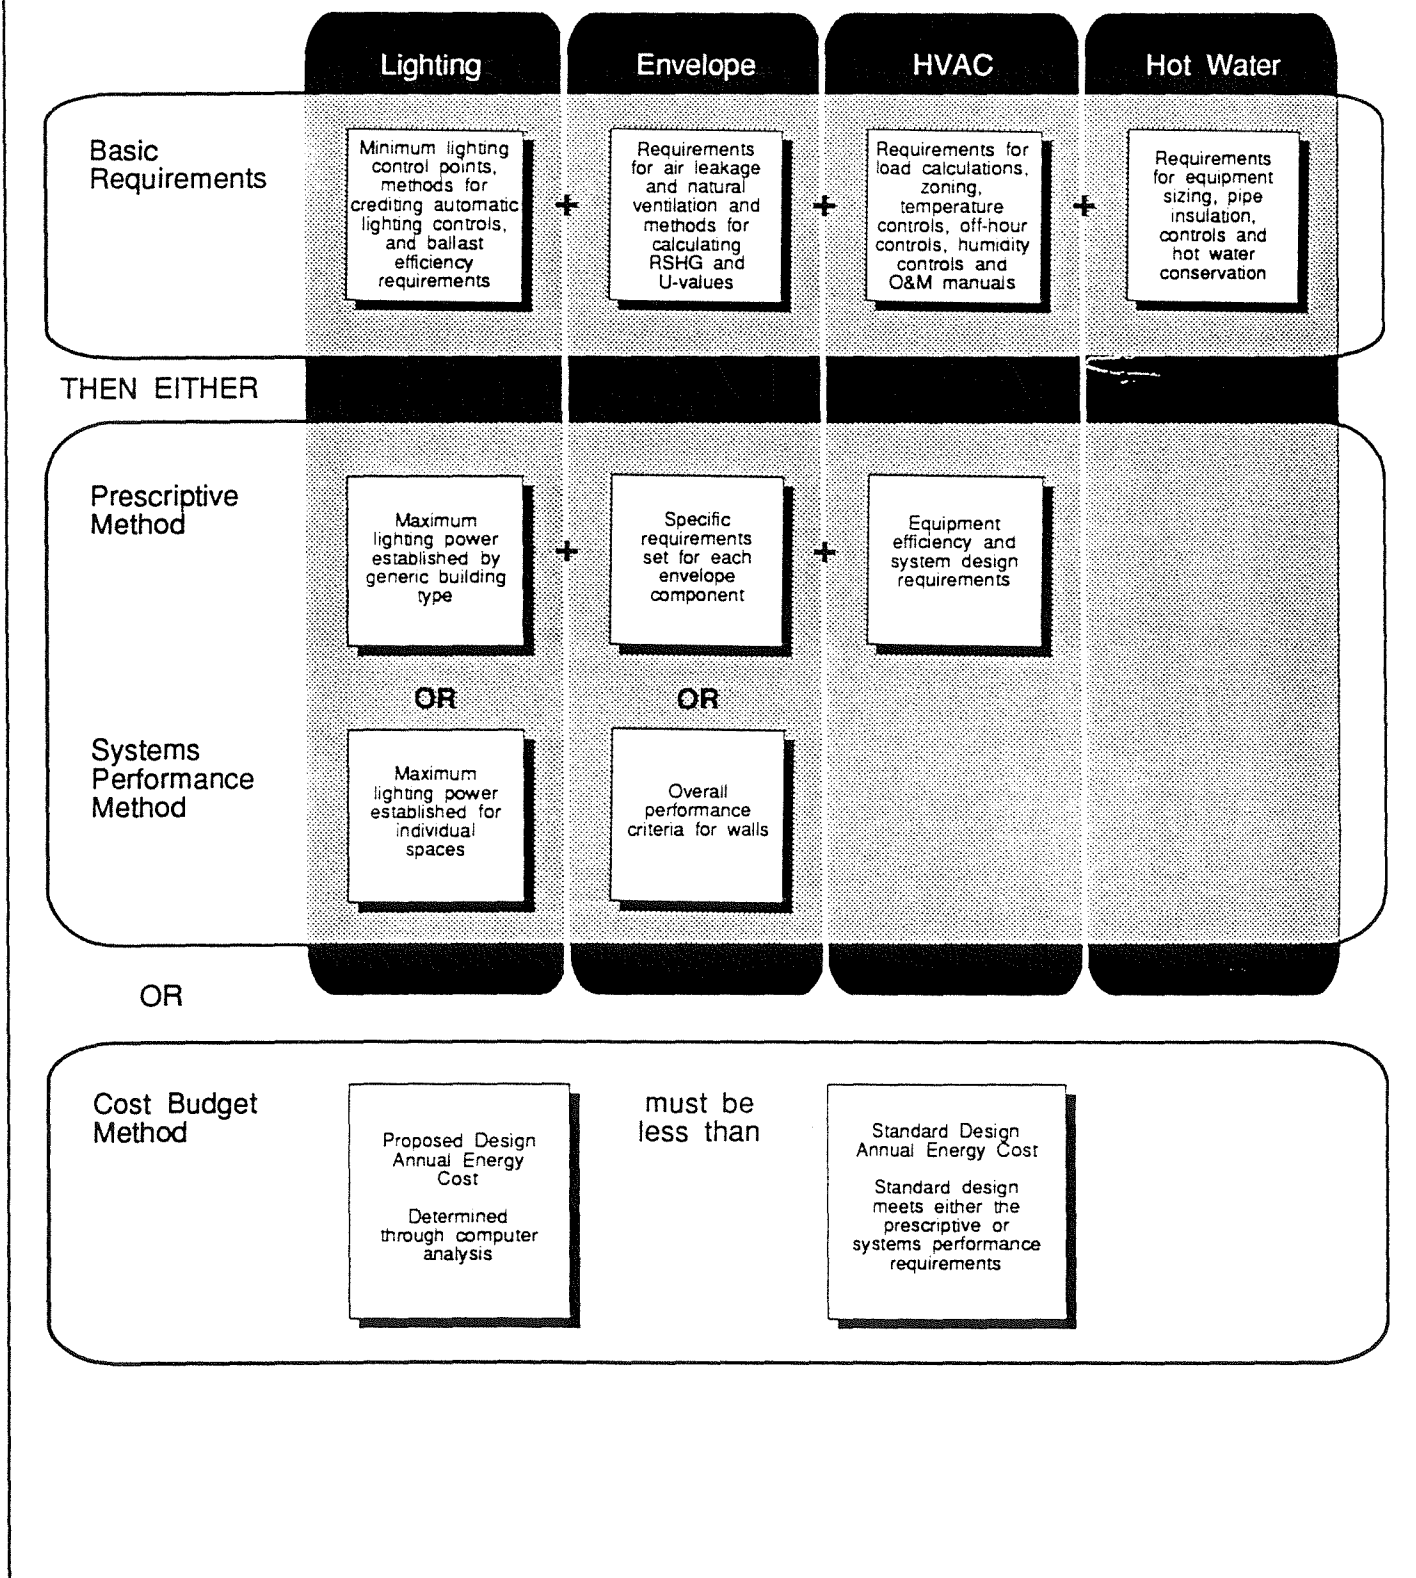 Lighting
Envelope
HVAC
Hot Water
Basic
Requirements
Minimum lighting
control points,
methods for
crediting automatic
lighting controls,
and ballast
efficiency
requirements
+
Requirements
for air leakage
and natural
ventilation and
methods for
calculating
RSHG and
U-values
+
Requirements for
load calculations,
zoning,
temperature
controls, off-hour
controls, humidity
controls and
O&M manuals
+
Requirements
for equipment
sizing, pipe
insulation,
controls and
hot water
conservation
THEN EITHER
Prescriptive
Method
Maximum
lighting power
established by
generic building
type
+
Specific
requirements
set for each
envelope
component
+
Equipment
efficiency and
system design
requirements
OR
OR
Systems
Performance
Method
Maximum
lighting power
established for
individual
spaces
Overall
performance
criteria for walls
OR
Cost Budget
Method
Proposed Design
Annual Energy
Cost
Determined
through computer
analysis
must be
less than
Standard Design
Annual Energy Cost
Standard design
meets either the
prescriptive or
systems performance
requirements